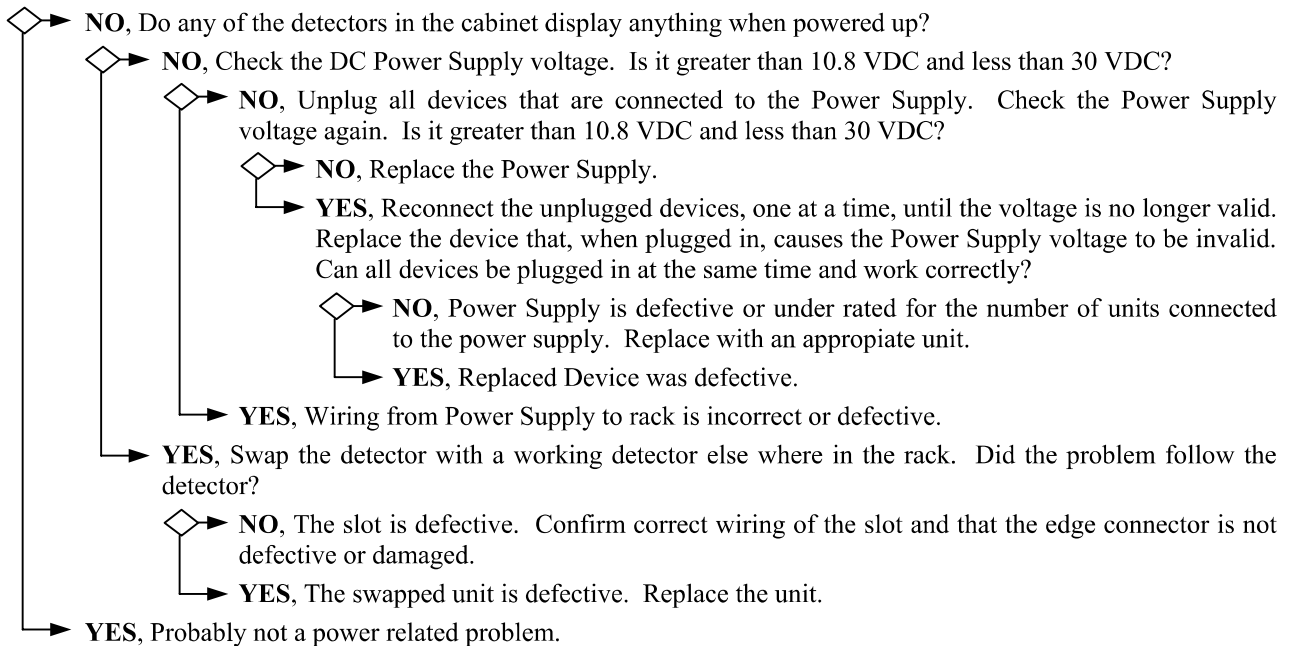 NO, Do any of the detectors in the cabinet display anything when powered up?
NO, Check the DC Power Supply voltage.  Is it greater than 10.8 VDC and less than 30 VDC?
NO, Unplug all devices that are connected to the Power Supply.  Check the Power Supply
voltage again.  Is it greater than 10.8 VDC and less than 30 VDC?
NO, Replace the Power Supply.
YES, Reconnect the unplugged devices, one at a time, until the voltage is no longer valid.
Replace the device that, when plugged in, causes the Power Supply voltage to be invalid.
Can all devices be plugged in at the same time and work correctly?
NO, Power Supply is defective or under rated for the number of units connected
to the power supply.  Replace with an appropiate unit.
YES, Replaced Device was defective.
YES, Wiring from Power Supply to rack is incorrect or defective.
YES, Swap the detector with a working detector else where in the rack.  Did the problem follow the
detector?
NO, The slot is defective.  Confirm correct wiring of the slot and that the edge connector is not
defective or damaged.
YES, The swapped unit is defective.  Replace the unit.
YES, Probably not a power related problem.